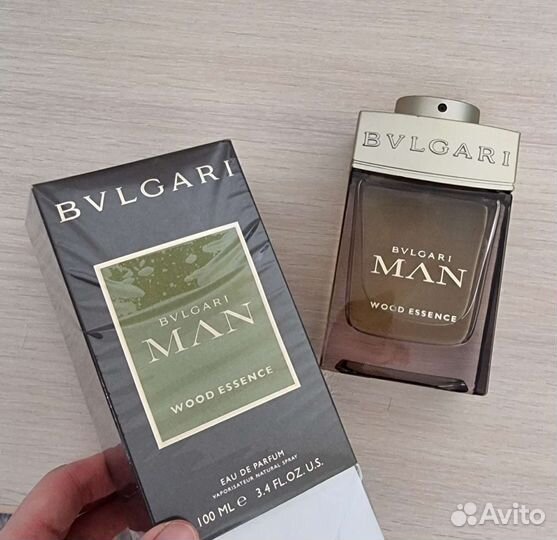 BVLGARI
BVLGARI
MAN
WOOD ESSENCE
EAU DE PARFUM
VAPORISATEUR NATURAL SPRAY
100 ML e 3.4 FL.OZ. U.S.
BVLGARI
BVLGARI
MAN
WOOD ESSENCE
Avito